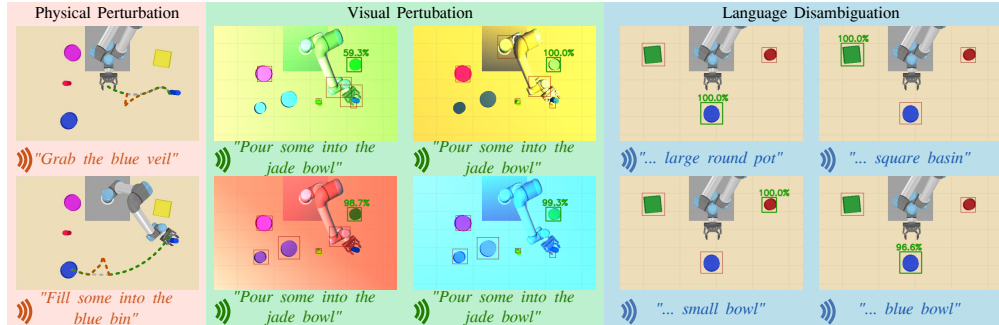 Physical Perturbation
"Grab the blue veil"
"Fill some into the
blue bin"
Visual Pertubation
59.3%
"Pour some into the
jade bowl"
100.0%
"Pour some into the
jade bowl"
98.7%
"Pour some into the
jade bowl"
99.3%
"Pour some into the
jade bowl"
Language Disambiguation
100.0%
"... large round pot"
100.0%
"... square basin"
100.0%
"... small bowl"
96.6%
"... blue bowl"